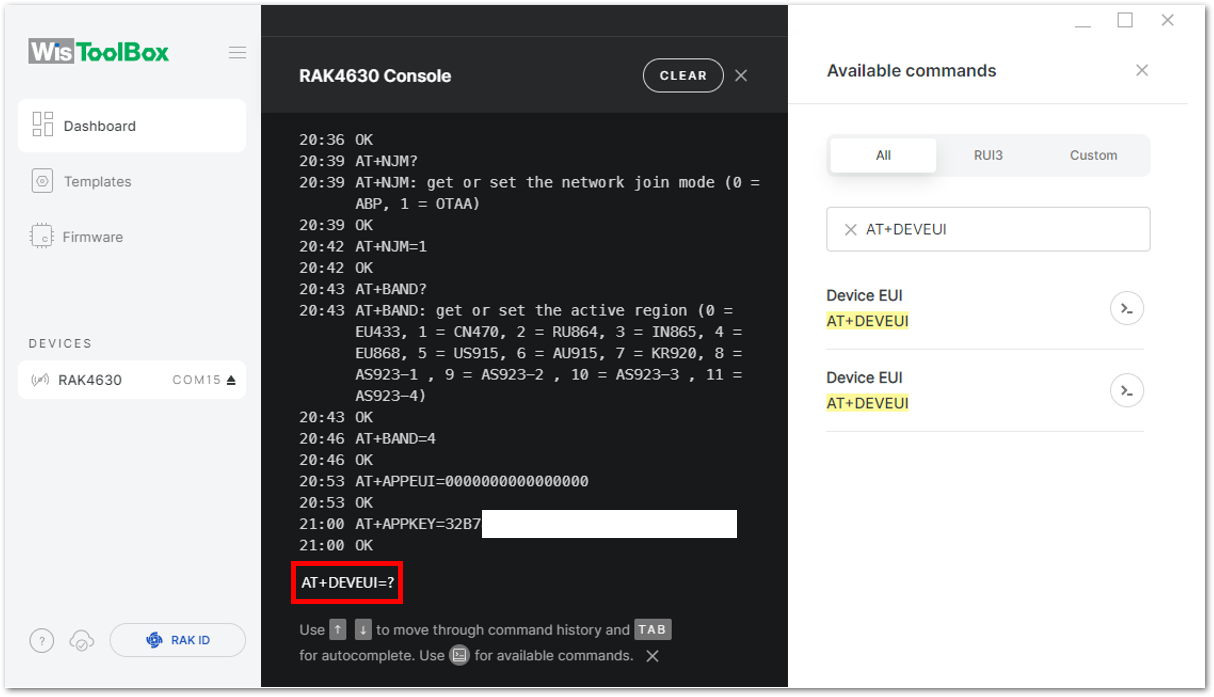 WisToolBox
Dashboard
Templates
Firmware
DEVICES
RAK4630 COM15
?
RAK ID
RAK4630 Console
CLEAR
20:36 OK
20:39 AT+NJM?
20:39 AT+NJM: get or set the network join mode (0 =
ABP, 1 = OTAA)
20:39 OK
20:42 AT+NJM=1
20:42 OK
20:43 AT+BAND?
20:43 AT+BAND: get or set the active region (0 =
EU433, 1 = CN470, 2 = RU864, 3 = IN865, 4 =
EU868, 5 = US915, 6 = AU915, 7 = KR920, 8 =
AS923-1 , 9 = AS923-2 , 10 = AS923-3 , 11 =
AS923-4)
20:43 OK
20:46 AT+BAND=4
20:46 OK
20:53 AT+APPEUI=0000000000000000
20:53 OK
21:00 AT+APPKEY=32B7
21:00 OK
AT+DEVEUI=?
Use ↑ ↓ to move through command history and TAB
for autocomplete. Use for available commands.
Available commands
All RUI3 Custom
AT+DEVEUI
Device EUI
AT+DEVEUI
Device EUI
AT+DEVEUI